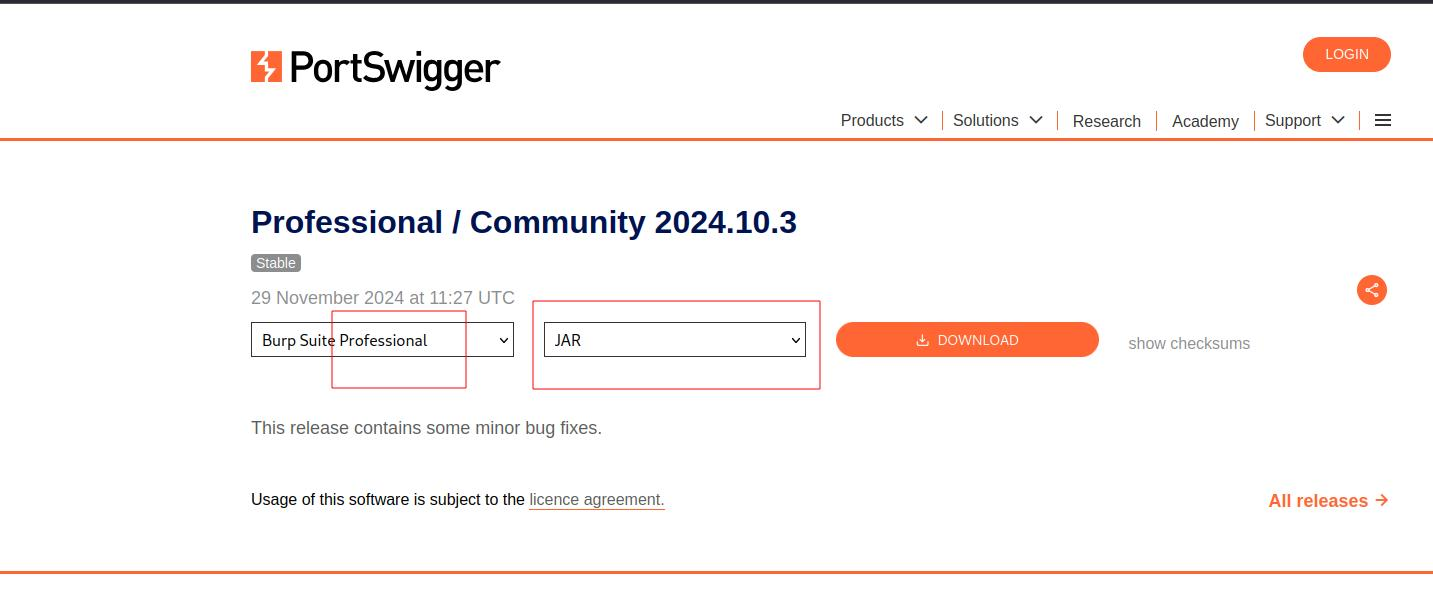 PortSwigger
LOGIN
Products Solutions Research Academy Support
Professional / Community 2024.10.3
Stable
29 November 2024 at 11:27 UTC
Burp Suite Professional JAR DOWNLOAD show checksums
This release contains some minor bug fixes.
Usage of this software is subject to the licence agreement.
All releases →